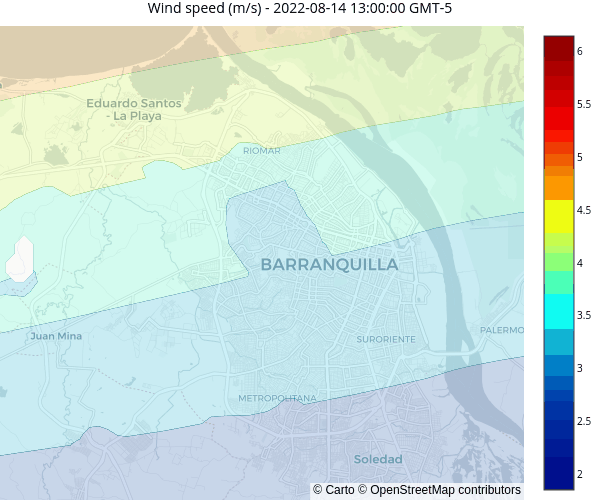 Wind speed (m/s) - 2022-08-14 13:00:00 GMT-5
6
5.5
5
4.5
4
3.5
3
2.5
2
Eduardo Santos
- La Playa
RIOMAR
BARRANQUILLA
Juan Mina
SURORIENTE
PALERMO
METROPOLITANA
Soledad
© Carto © OpenStreetMap contributors